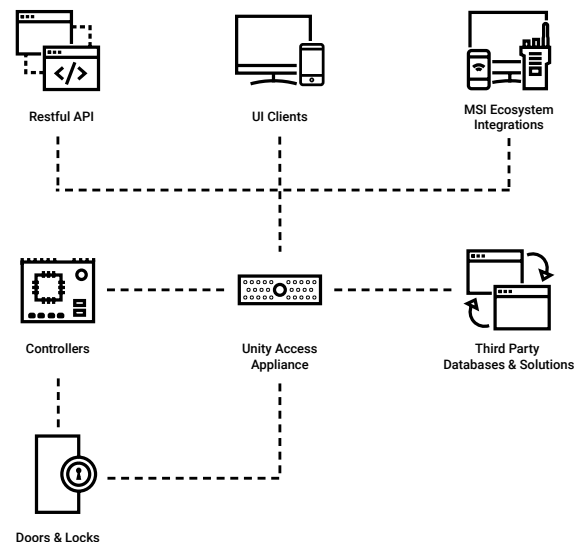 Restful API
UI Clients
MSI Ecosystem
Integrations
Controllers
Unity Access
Appliance
Third Party
Databases & Solutions
Doors & Locks